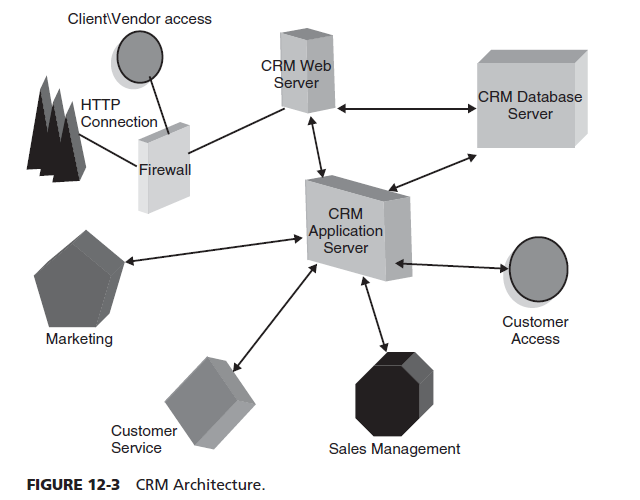 Client\Vendor access
CRM Web
Server
HTTP
Connection
CRM Database
Server
Firewall
CRM
Application
Server
Marketing
Customer
Access
Customer
Service
Sales Management
FIGURE 12-3 CRM Architecture.